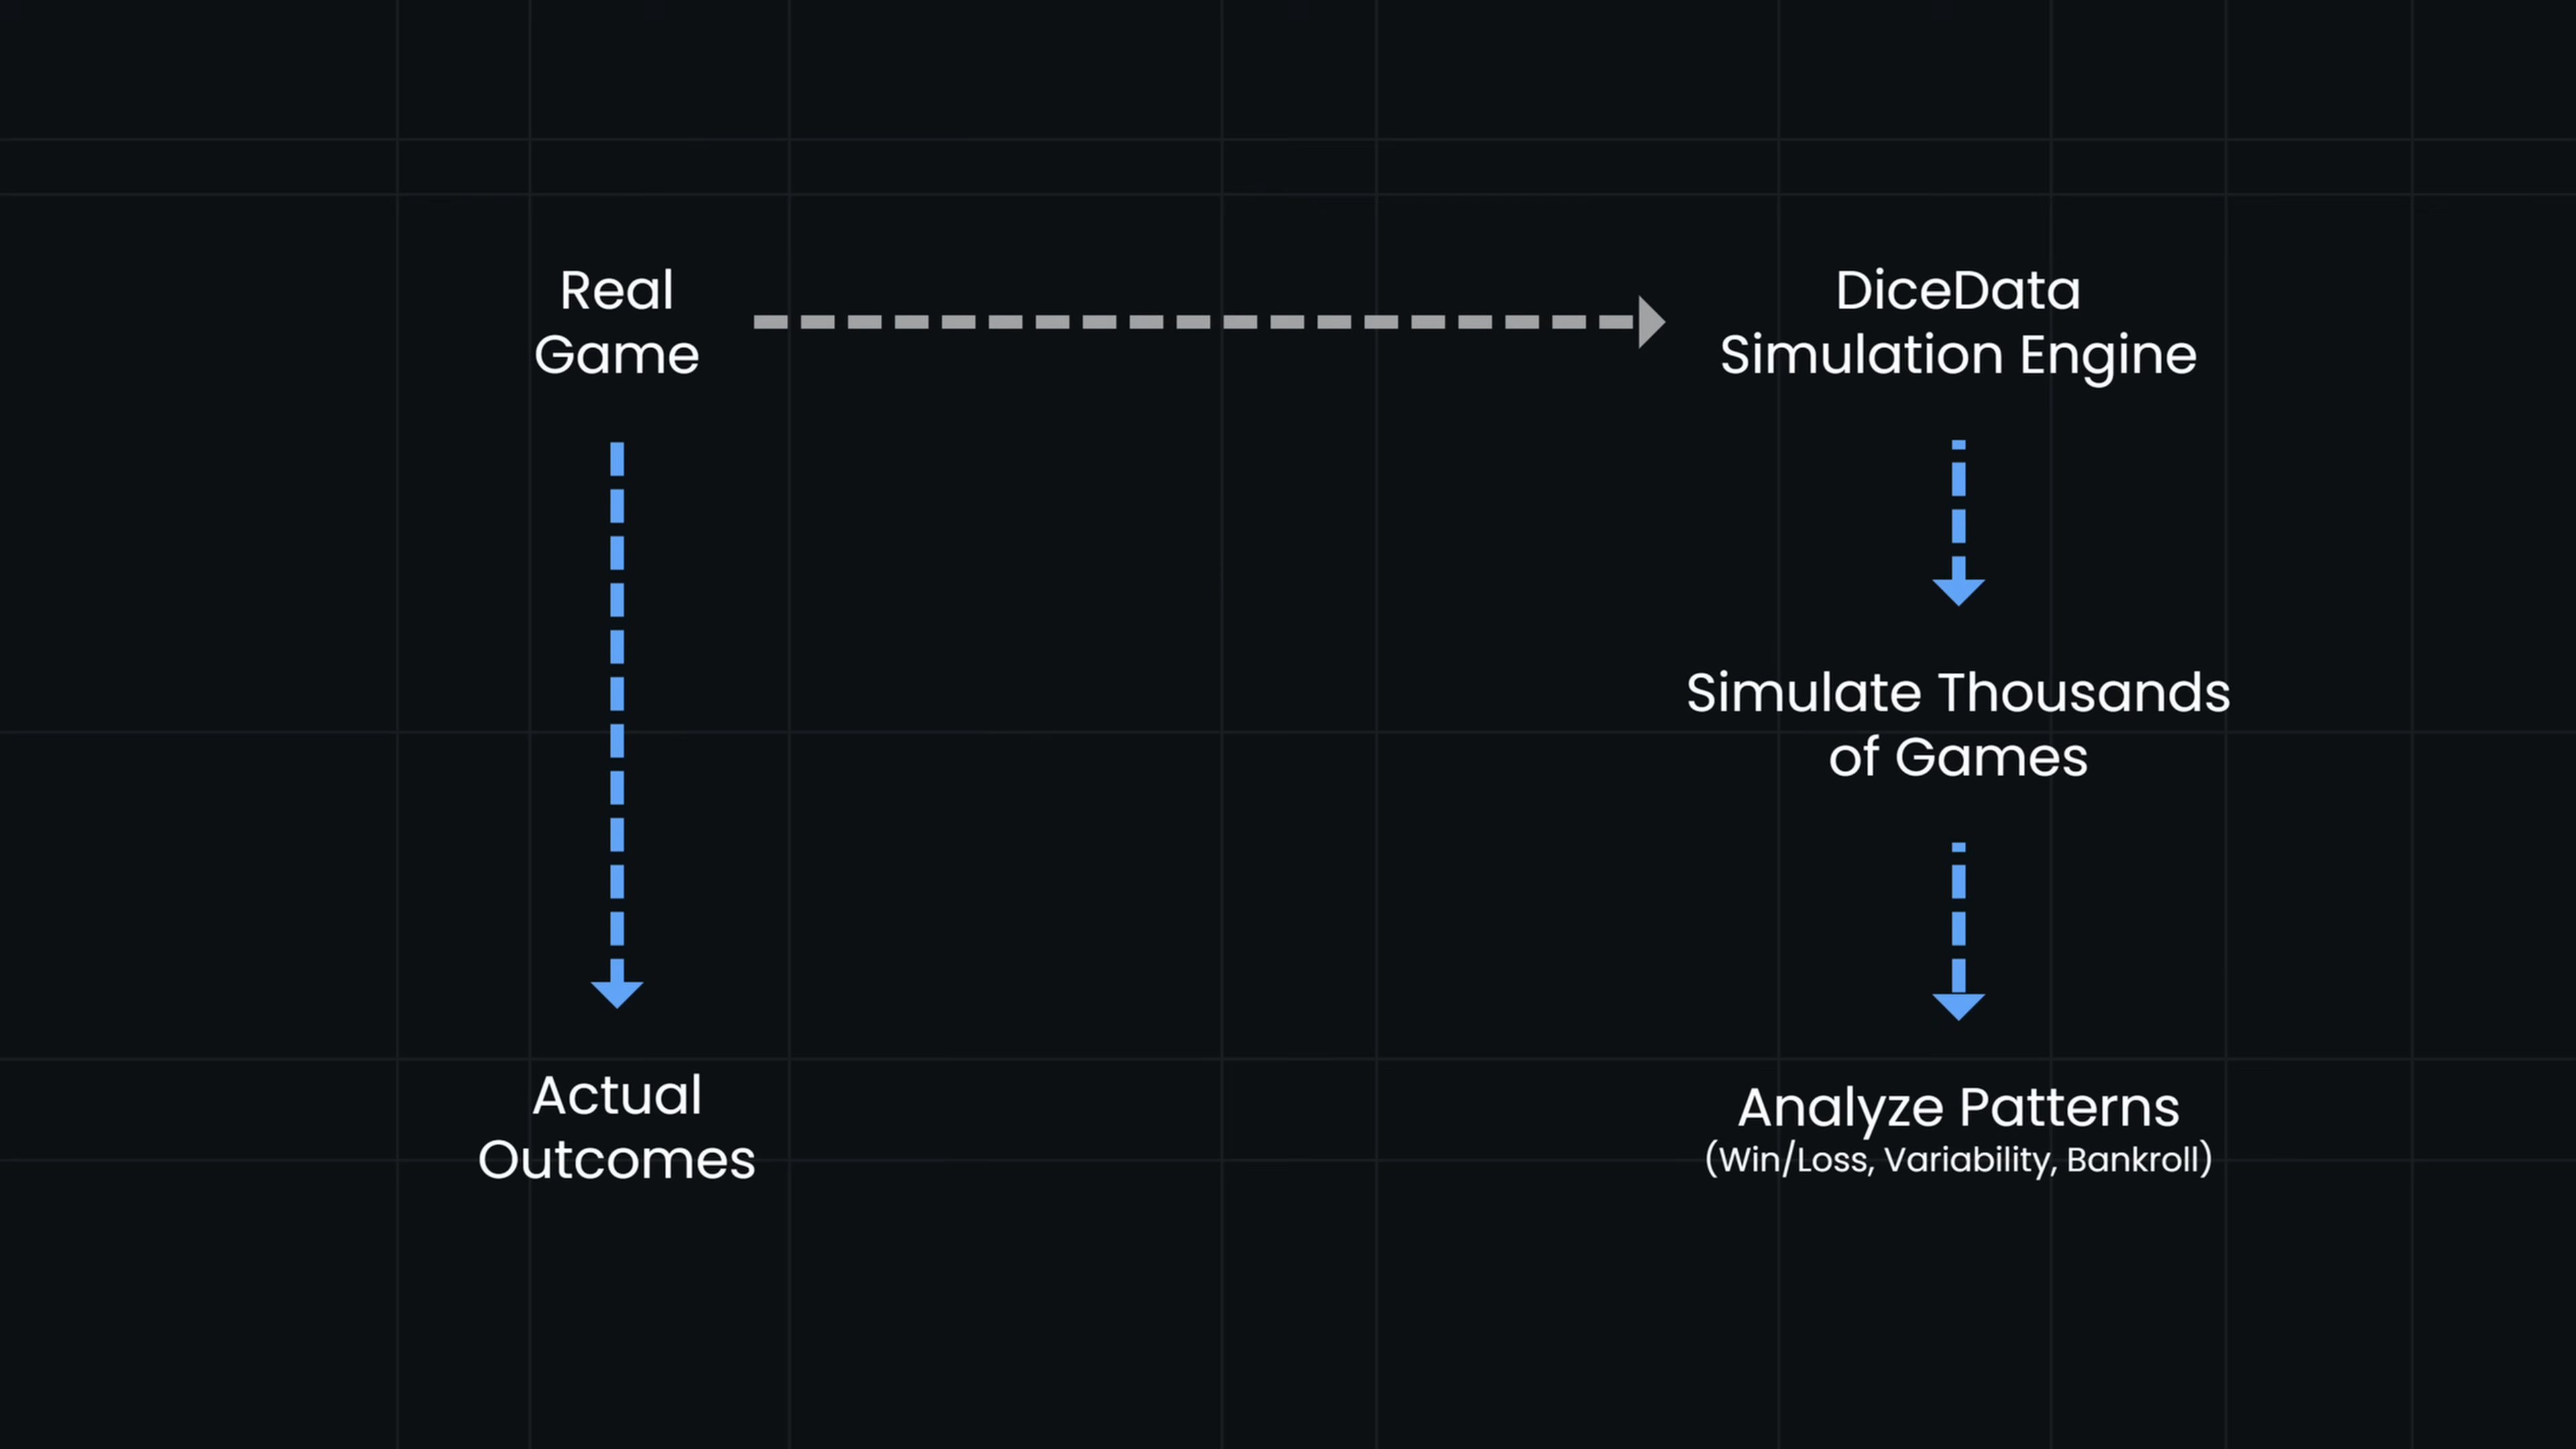 Real
Game
DiceData
Simulation Engine
Simulate Thousands
of Games
Actual
Outcomes
Analyze Patterns
(Win/Loss, Variability, Bankroll)